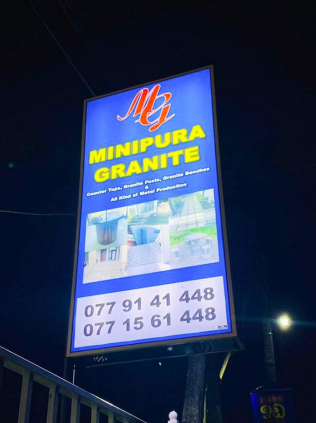 MG
MINIPURA
GRANITE
Counter Tops, Granite Posts, Granite Benches
&
All Kind of Metal Production
077 91 41 448
077 15 61 448